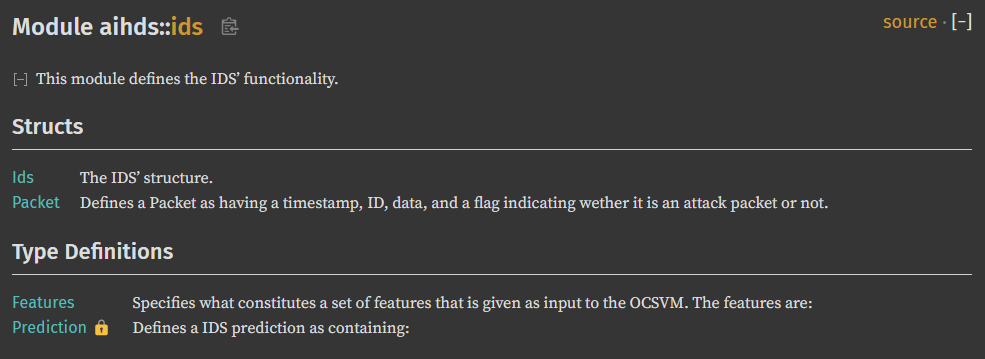 Module aihds::ids
source · [−]
[−] This module defines the IDS’ functionality.
Structs
Ids The IDS’ structure.
Packet Defines a Packet as having a timestamp, ID, data, and a flag indicating wether it is an attack packet or not.
Type Definitions
Features Specifies what constitutes a set of features that is given as input to the OCSVM. The features are:
Prediction 🔒 Defines a IDS prediction as containing: